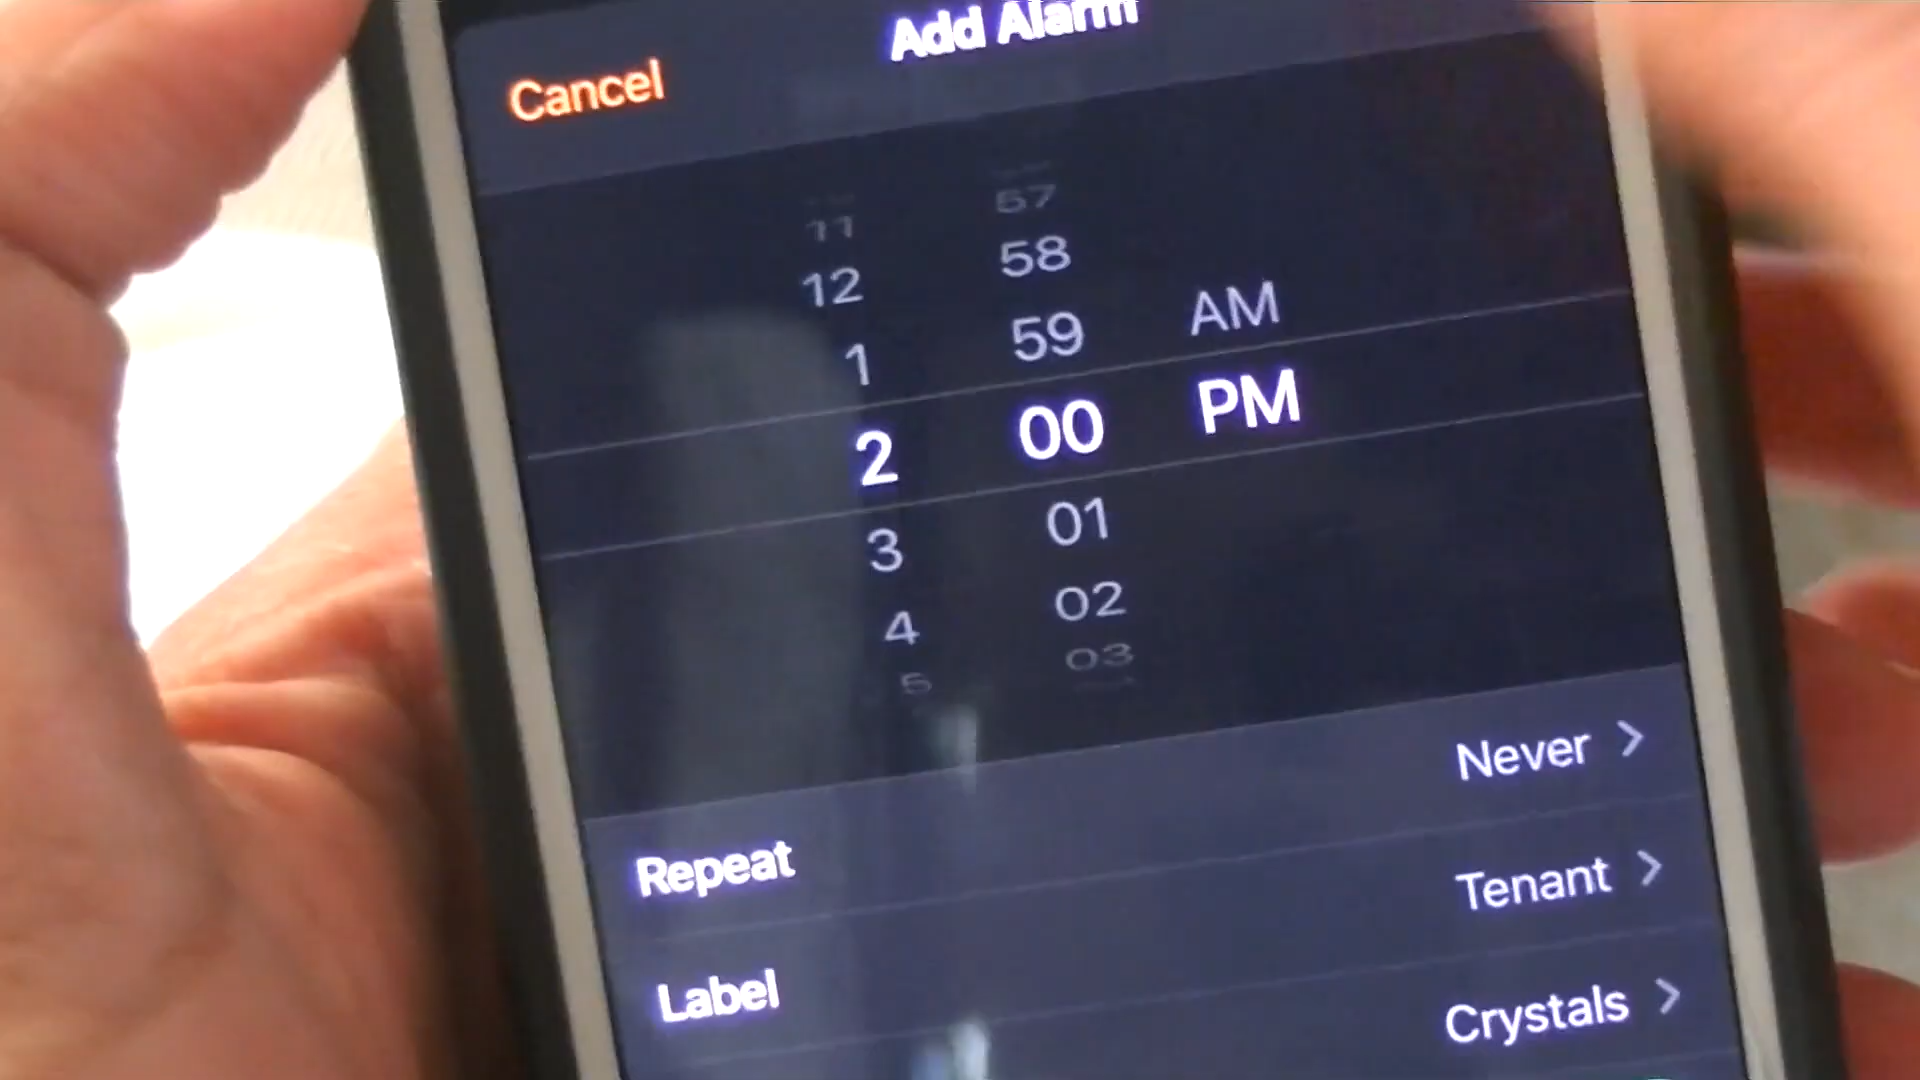 Add Alarm
Cancel
11 57
12 58
1 59 AM
2 00 PM
3 01
4 02
5 03
Repeat Never
Label Tenant
Crystals